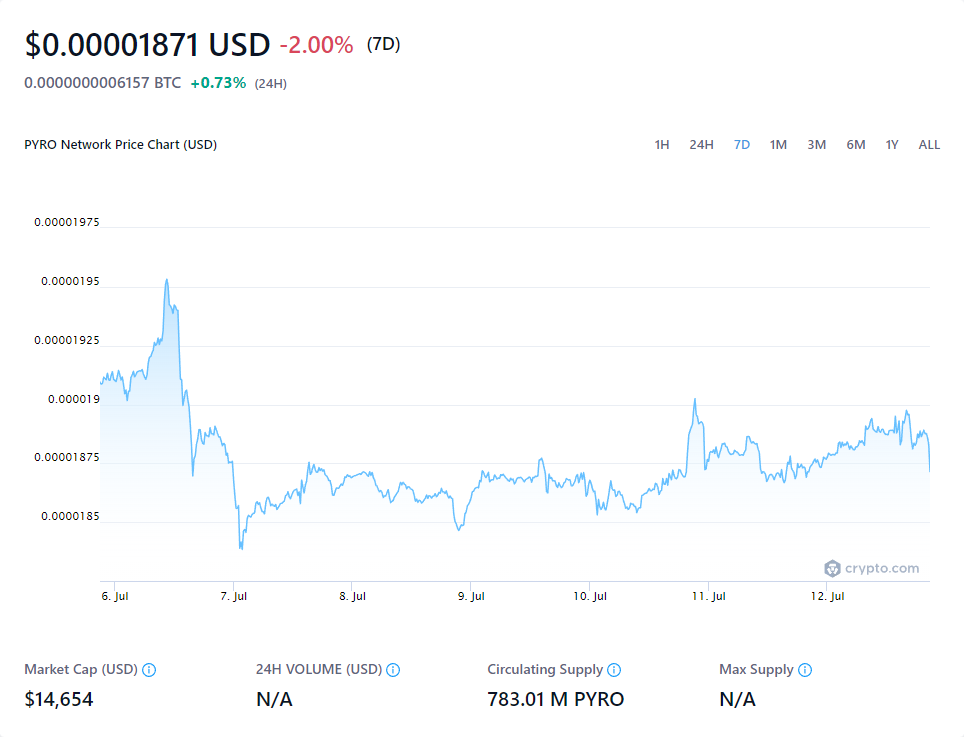 $0.00001871 USD -2.00% (7D)
0.0000000006157 BTC +0.73% (24H)
PYRO Network Price Chart (USD) 1H 24H 7D 1M 3M 6M 1Y ALL
0.00001975
0.0000195
0.00001925
0.000019
0.00001875
0.0000185
crypto.com
6. Jul 7. Jul 8. Jul 9. Jul 10. Jul 11. Jul 12. Jul
Market Cap (USD) 24H VOLUME (USD) Circulating Supply Max Supply
$14,654 N/A 783.01 M PYRO N/A